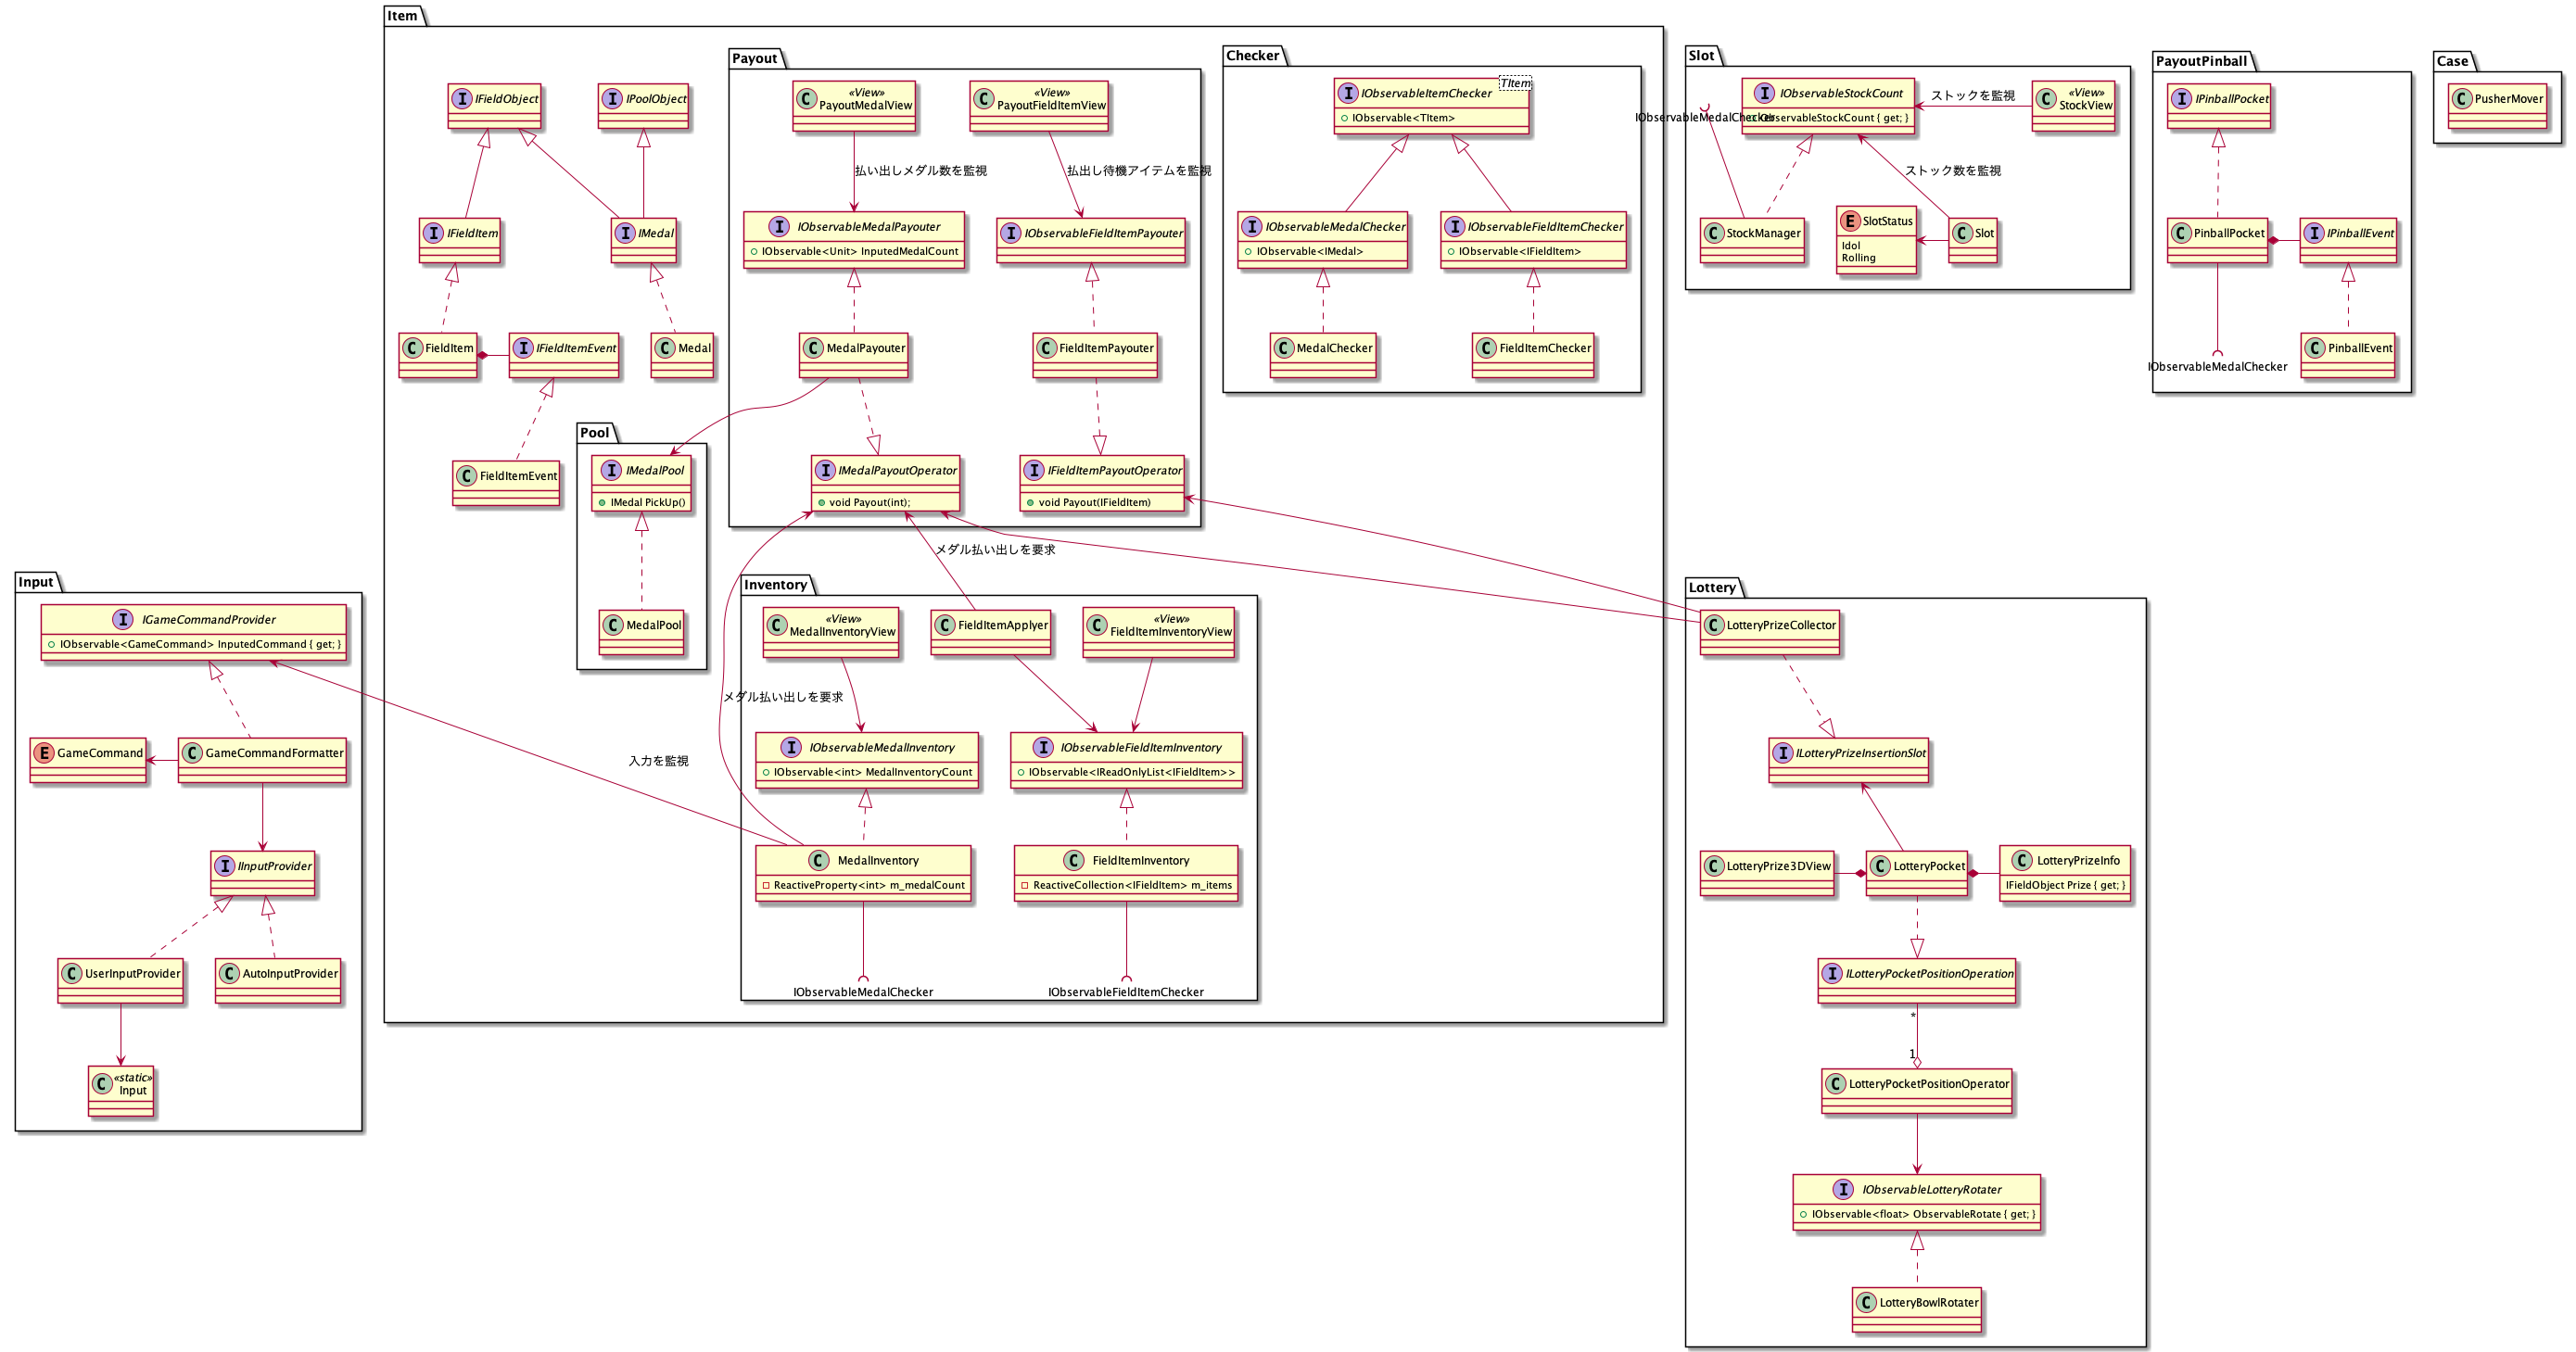 Item
IFieldObject
IPoolObject
IFieldItem
IMedal
FieldItem
IFieldItemEvent
Medal
FieldItemEvent
Payout
«View»
PayoutMedalView
«View»
PayoutFieldItemView
払い出しメダル数を監視
払出し待機アイテムを監視
IObservableMedalPayouter
IObservable<Unit> InputedMedalCount
IObservableFieldItemPayouter
MedalPayouter
FieldItemPayouter
IMedalPayoutOperator
void Payout(int);
IFieldItemPayoutOperator
void Payout(IFieldItem)
Checker
IObservableItemChecker
TItem
IObservable<TItem>
IObservableMedalChecker
IObservable<IMedal>
IObservableFieldItemChecker
IObservable<IFieldItem>
MedalChecker
FieldItemChecker
Pool
IMedalPool
IMedal PickUp()
MedalPool
メダル払い出しを要求
Inventory
«View»
MedalInventoryView
FieldItemApplyer
«View»
FieldItemInventoryView
メダル払い出しを要求
IObservableMedalInventory
IObservable<int> MedalInventoryCount
IObservableFieldItemInventory
IObservable<IReadOnlyList<IFieldItem>>
MedalInventory
ReactiveProperty<int> m_medalCount
FieldItemInventory
ReactiveCollection<IFieldItem> m_items
IObservableMedalChecker
IObservableFieldItemChecker
入力を監視
Input
IGameCommandProvider
IObservable<GameCommand> InputedCommand { get; }
GameCommand
GameCommandFormatter
IInputProvider
UserInputProvider
AutoInputProvider
«static»
Input
Slot
IObservableStockCount
ObservableStockCount { get; }
IObservableMedalChecker
ストックを監視
«View»
StockView
ストック数を監視
StockManager
SlotStatus
Idol
Rolling
Slot
PayoutPinball
IPinballPocket
PinballPocket
IPinballEvent
IObservableMedalChecker
PinballEvent
Case
PusherMover
Lottery
LotteryPrizeCollector
ILotteryPrizeInsertionSlot
LotteryPrize3DView
LotteryPocket
LotteryPrizeInfo
IFieldObject Prize { get; }
ILotteryPocketPositionOperation
*
1
LotteryPocketPositionOperator
IObservableLotteryRotater
IObservable<float> ObservableRotate { get; }
LotteryBowlRotater